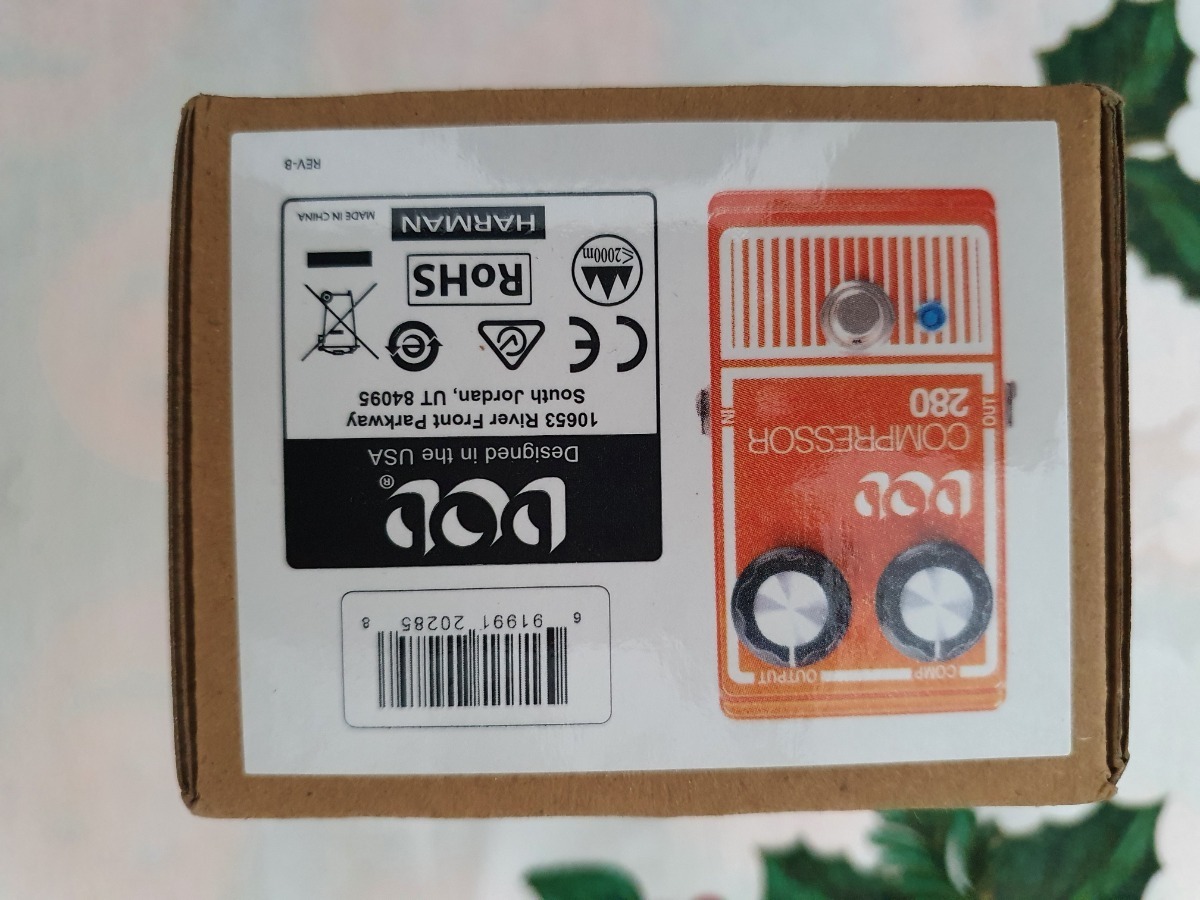 COMP
OUTPUT
DOD
COMPRESSOR
280
OUT
IN
6 91991 20285 8
DOD®
Designed in the USA
10653 River Front Parkway
South Jordan, UT 84095
CE
e
≤2000m
RoHS
HARMAN
MADE IN CHINA
REV-B